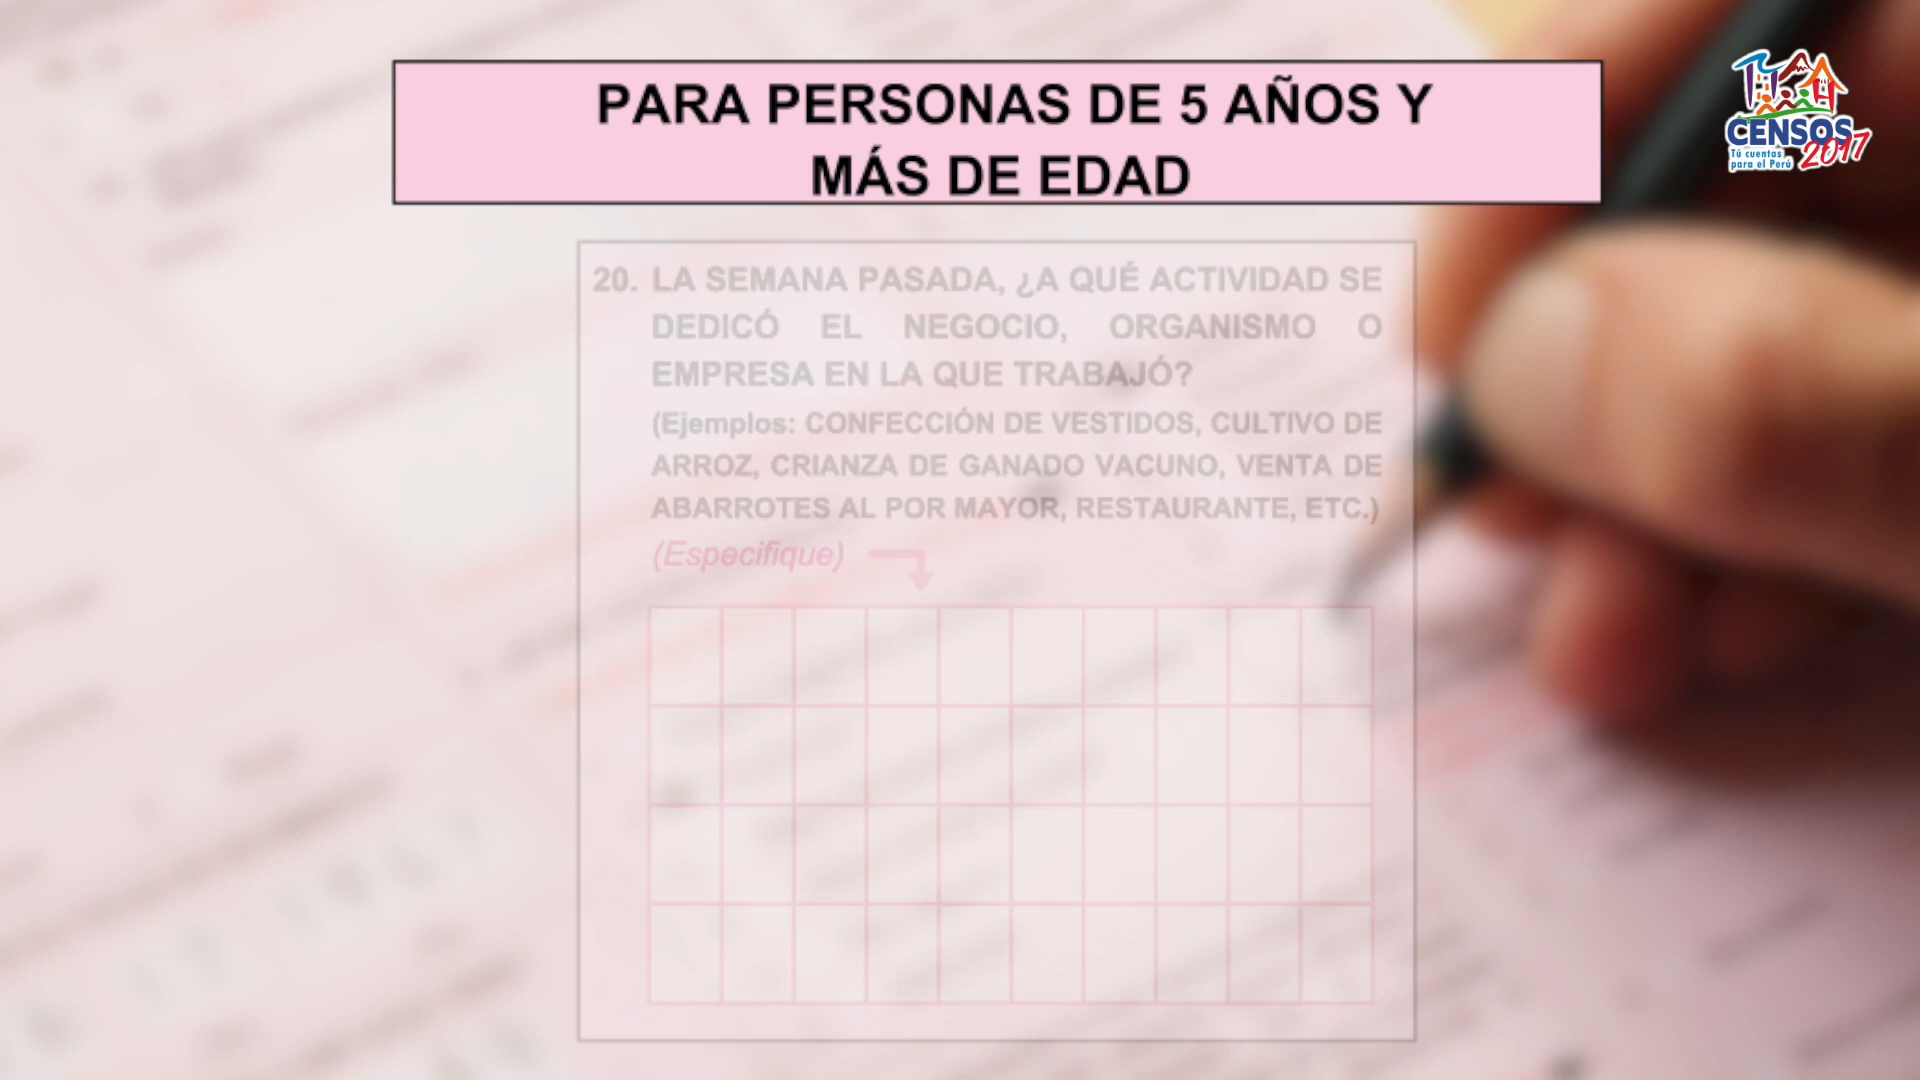 PARA PERSONAS DE 5 AÑOS Y
MÁS DE EDAD
CENSOS
2017
Tú cuentas
para el Perú
20. LA SEMANA PASADA, ¿A QUÉ ACTIVIDAD SE
DEDICÓ EL NEGOCIO, ORGANISMO O
EMPRESA EN LA QUE TRABAJÓ?
(Ejemplos: CONFECCIÓN DE VESTIDOS, CULTIVO DE
ARROZ, CRIANZA DE GANADO VACUNO, VENTA DE
ABARROTES AL POR MAYOR, RESTAURANTE, ETC.)
(Especifique)